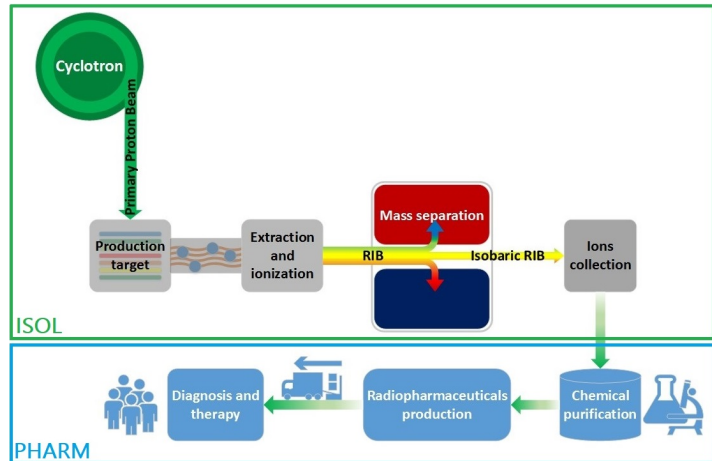 Cyclotron
Primary Proton Beam
Production
target
Extraction
and
ionization
RIB
Mass separation
Isobaric RIB
Ions
collection
ISOL
Diagnosis and
therapy
Radiopharmaceuticals
production
Chemical
purification
PHARM